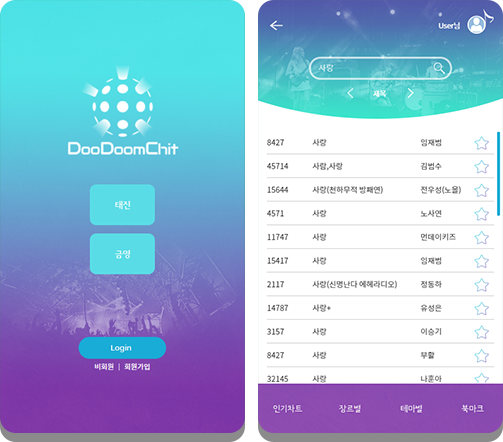 DooDoomChit
태진
금영
Login
비회원 | 회원가입
User님
사랑
제목
8427 사랑 임재범
45714 사람,사랑 김범수
15644 사랑(천하무적 방패연) 전우성(노을)
4571 사랑 노사연
11747 사랑 먼데이키즈
15417 사랑 임재범
2117 사랑(신명난다 에헤라디오) 정동하
14787 사랑+ 유성은
3157 사랑 이승기
8427 사랑 부활
32145 사랑 나훈아
인기차트 장르별 테마별 북마크